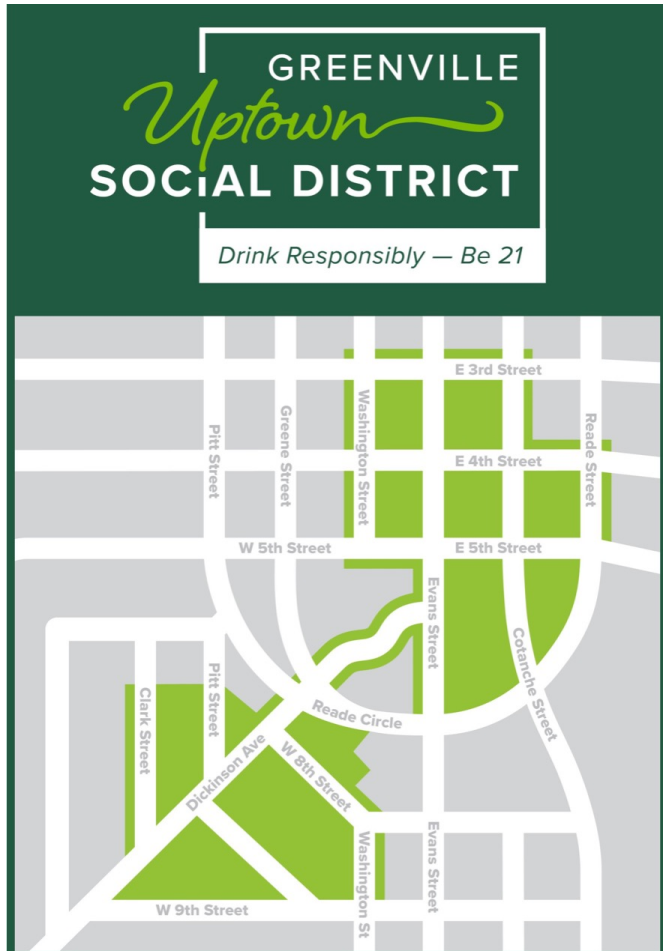 GREENVILLE
Uptown
SOCiAL DISTRICT
Drink Responsibly — Be 21
E 3rd Street
Pitt Street
Greene Street
Washington Street
Reade Street
E 4th Street
W 5th Street
E 5th Street
Evans Street
Cotanche Street
Pitt Street
Clark Street
Reade Circle
Dickinson Ave
W 8th Street
Washington St
Evans Street
W 9th Street